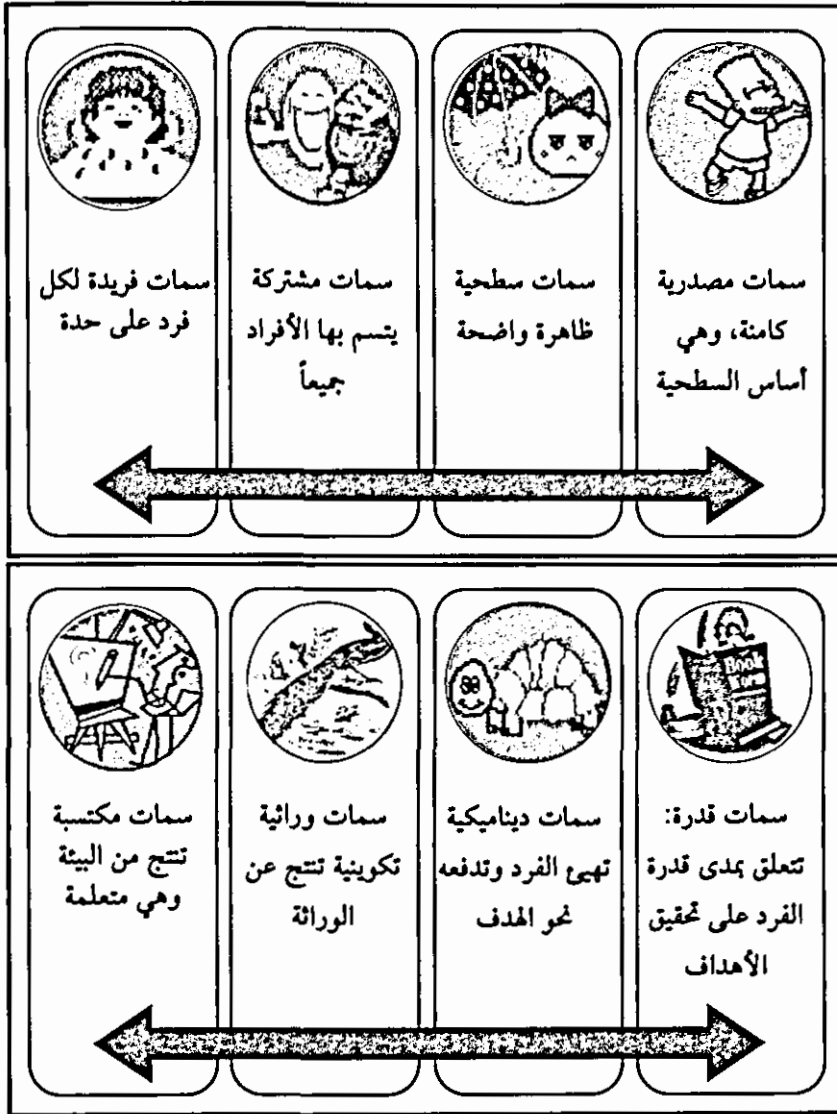 سمات مصدرية
كامنة، وهي
أساس السطحية
سمات سطحية
ظاهرة واضحة
سمات مشتركة
يتسم بها الأفراد
جميعاً
سمات فريدة لكل
فرد على حدة
Book
سمات قدرة:
تتعلق بمدى قدرة
الفرد على تحقيق
الأهداف
سمات ديناميكية
تهيئ الفرد وتدفعه
نحو الهدف
سمات وراثية
تكوينية تنتج عن
الوراثة
سمات مكتسبة
تنتج من البيئة
وهي متعلمة